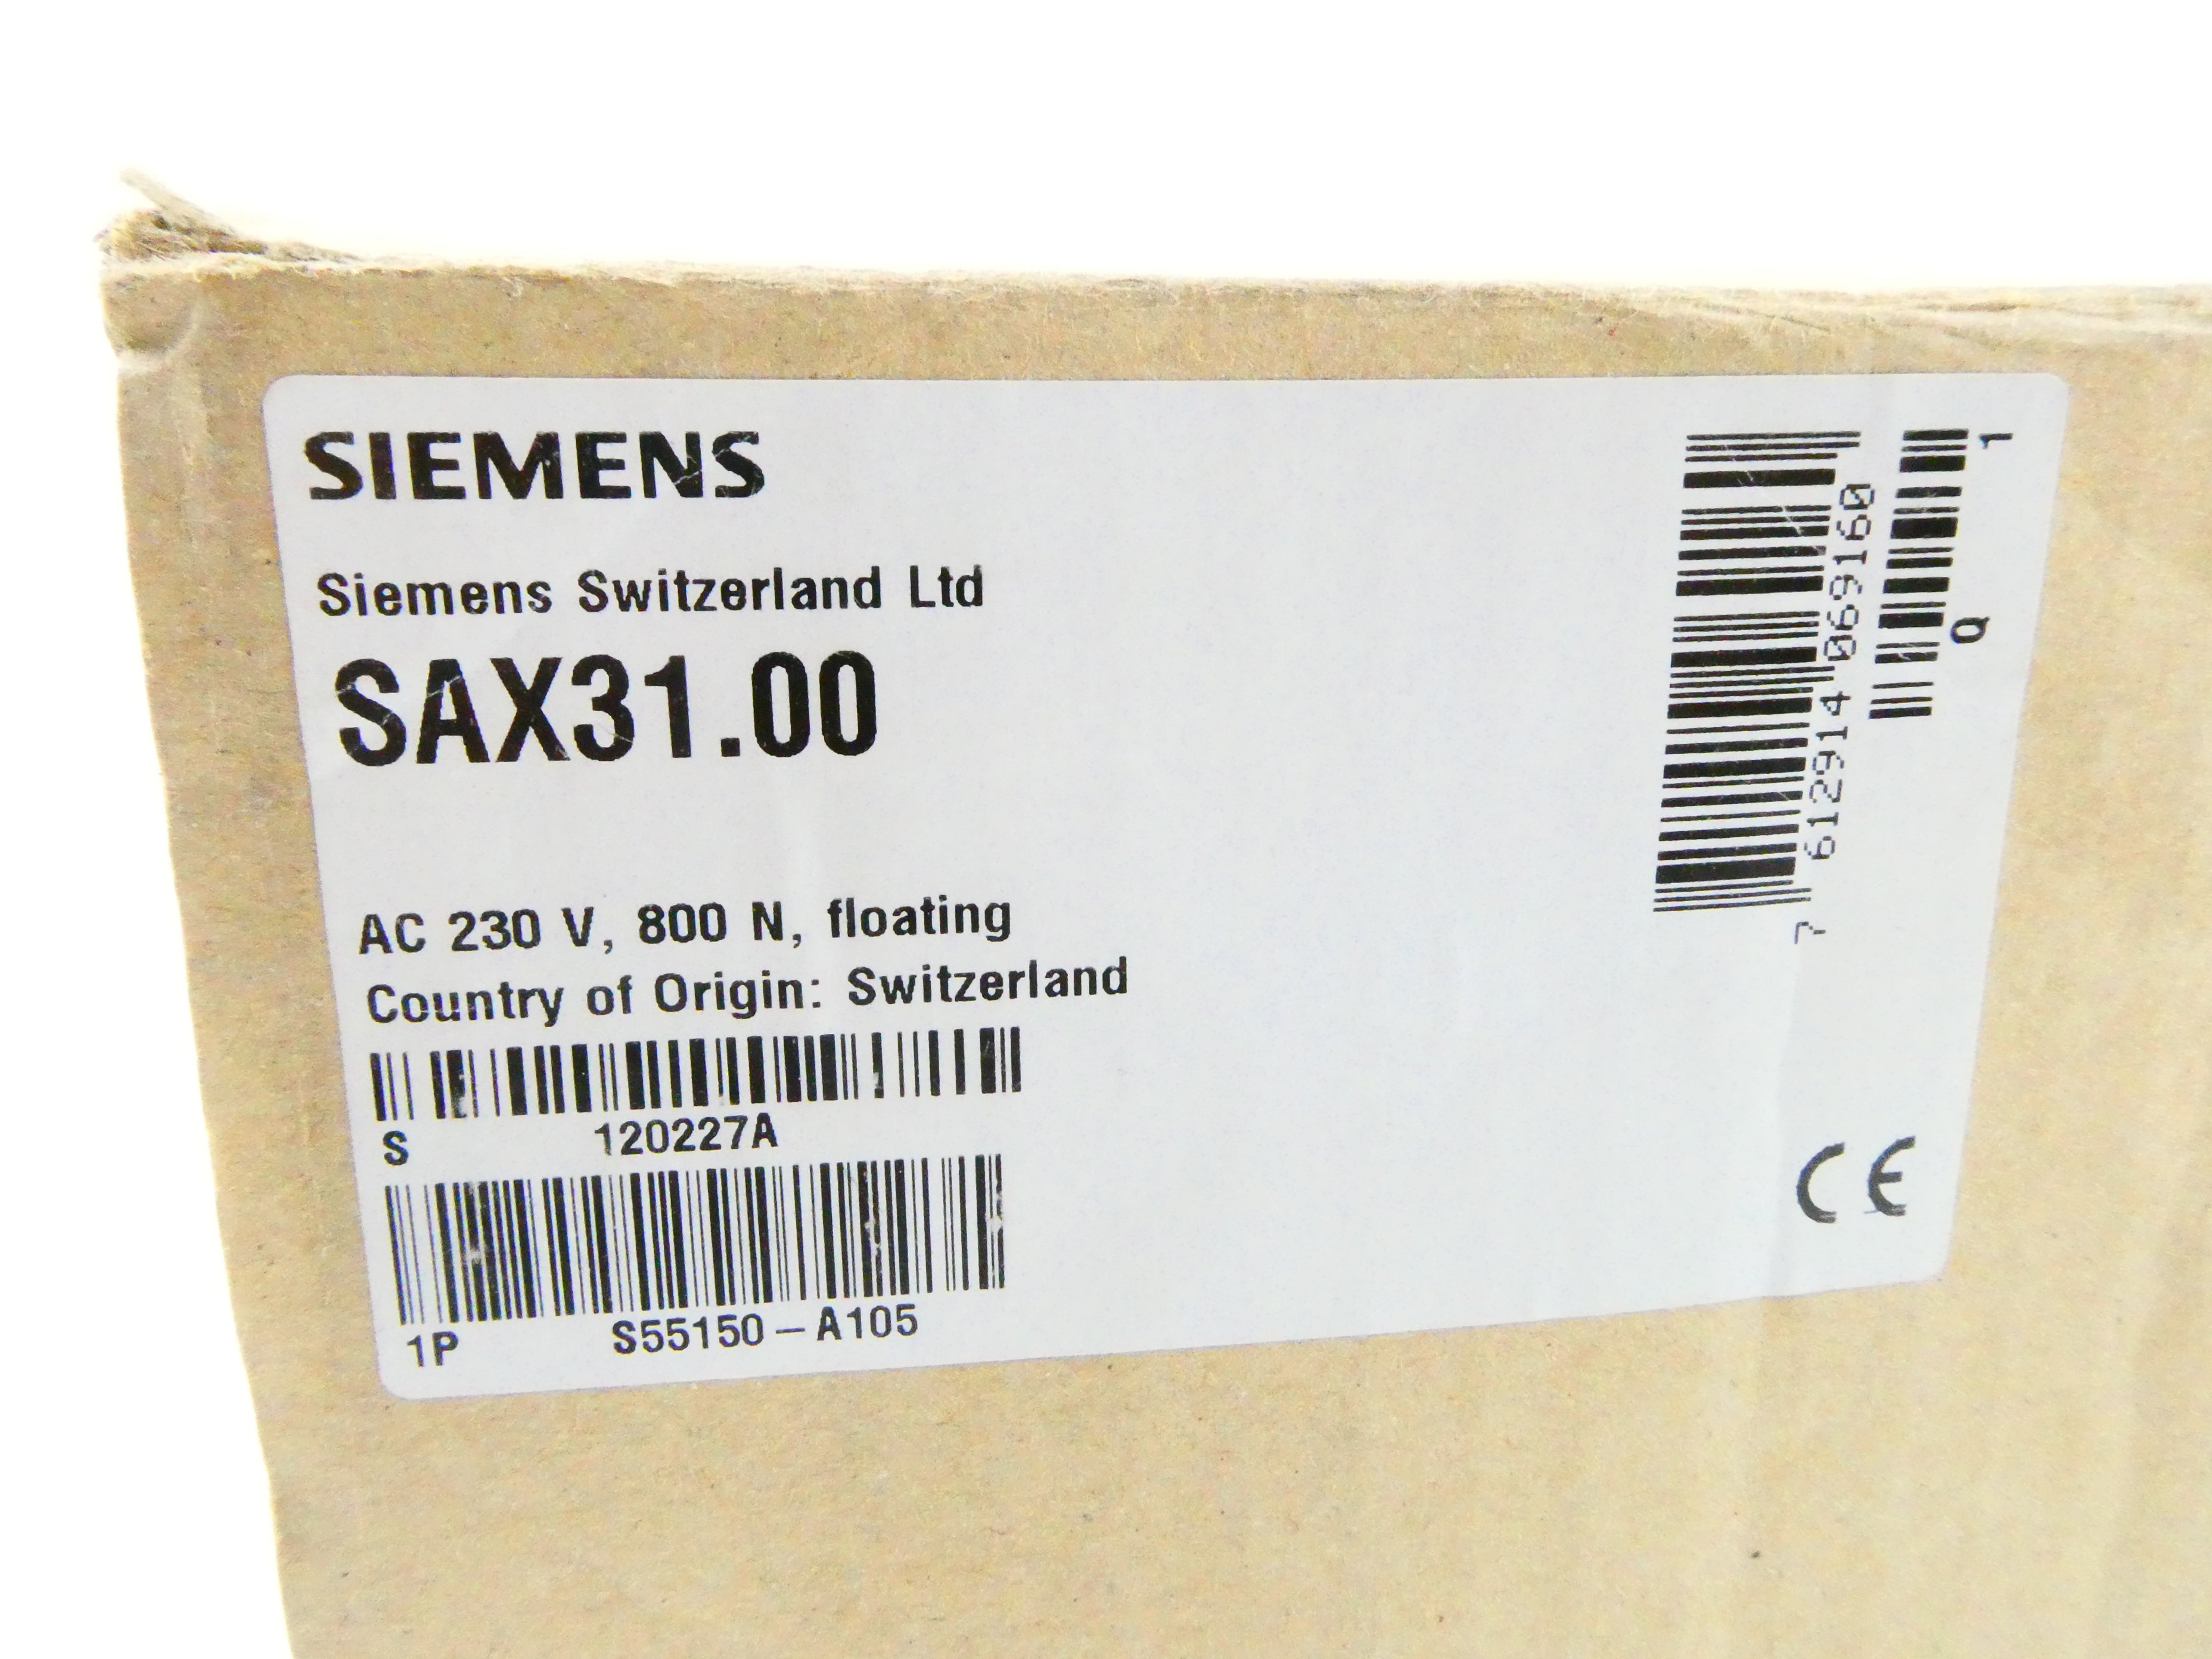 SIEMENS
Siemens Switzerland Ltd
SAX31.00
AC 230 V, 800 N, floating
Country of Origin: Switzerland
S 120227A
1P S55150-A105
7 612914 069160
Q 1
CE